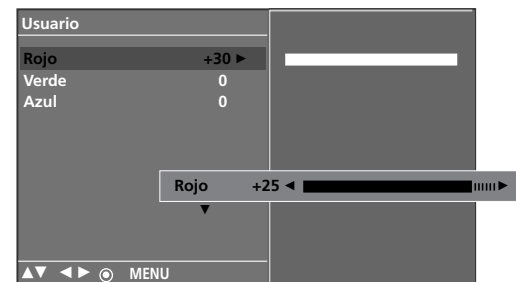 Usuario
Rojo +30 ►
Verde 0
Azul 0
Rojo +25 ◄ ►
▼
▲▼ ◄► ◉ MENU